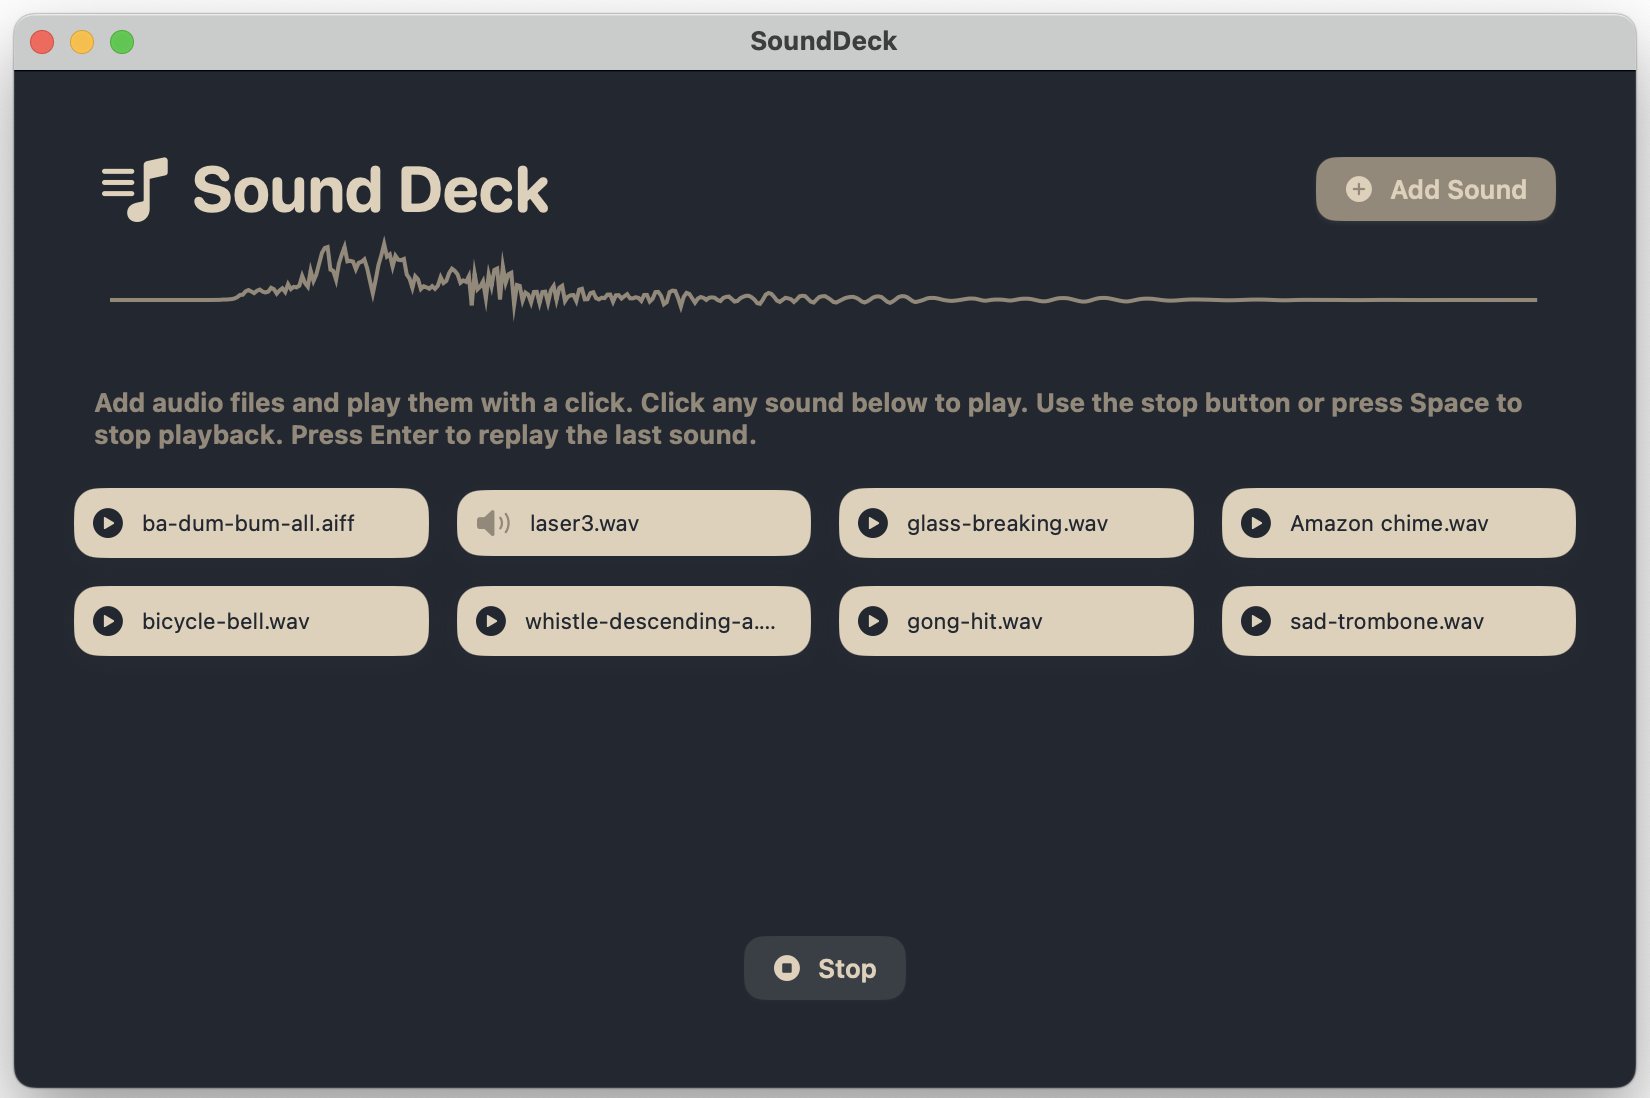 SoundDeck
Sound Deck
Add Sound
Add audio files and play them with a click. Click any sound below to play. Use the stop button or press Space to
stop playback. Press Enter to replay the last sound.
ba-dum-bum-all.aiff
laser3.wav
glass-breaking.wav
Amazon chime.wav
bicycle-bell.wav
whistle-descending-a....
gong-hit.wav
sad-trombone.wav
Stop